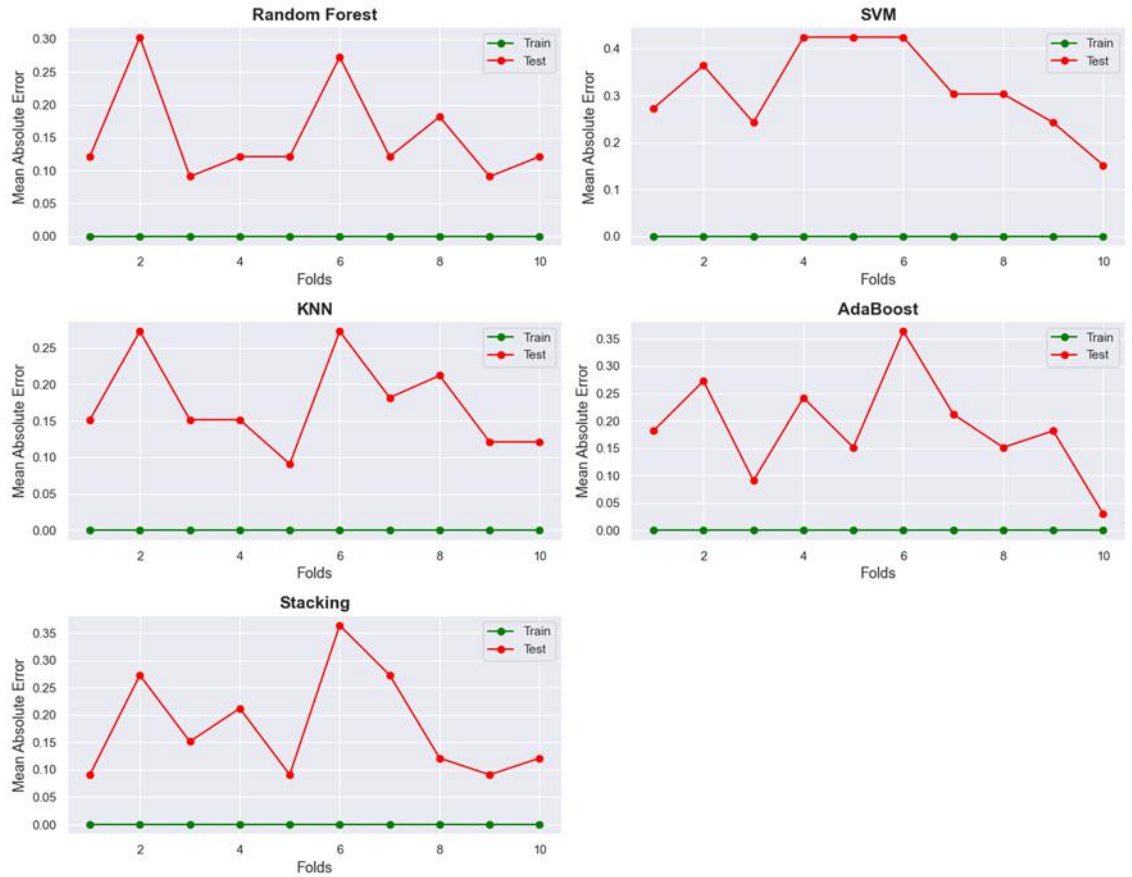 Random Forest
Mean Absolute Error
0.30
0.25
0.20
0.15
0.10
0.05
0.00
Train
Test
2 4 6 8 10
Folds
SVM
Mean Absolute Error
0.4
0.3
0.2
0.1
0.0
Train
Test
2 4 6 8 10
Folds
KNN
Mean Absolute Error
0.25
0.20
0.15
0.10
0.05
0.00
Train
Test
2 4 6 8 10
Folds
AdaBoost
Mean Absolute Error
0.35
0.30
0.25
0.20
0.15
0.10
0.05
0.00
Train
Test
2 4 6 8 10
Folds
Stacking
Mean Absolute Error
0.35
0.30
0.25
0.20
0.15
0.10
0.05
0.00
Train
Test
2 4 6 8 10
Folds